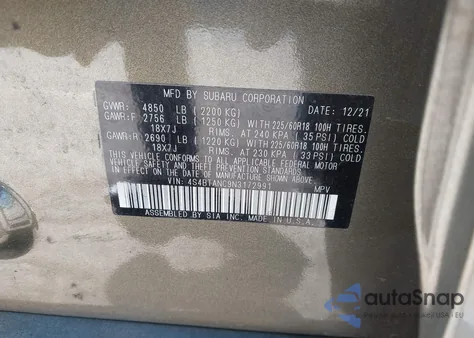 MFD BY SUBARU CORPORATION DATE: 12/21
GVWR: 4850 LB (2200 KG)
GAWR:F 2756 LB (1250 KG) WITH 225/60R18 100H TIRES.
18X7J RIMS. AT 240 KPA (35 PSI) COLD
GAWR:R 2690 LB (1220 KG) WITH 225/60R18 100H TIRES.
18X7J RIMS. AT 230 KPA (33 PSI) COLD
THIS VEHICLE CONFORMS TO ALL APPLICABLE FEDERAL MOTOR
VEHICLE SAFETY, BUMPER, AND THEFT PREVENTION STANDARDS
IN EFFECT ON THE DATE OF MANUFACTURE SHOWN ABOVE.
VIN: 4S4BTANC9N3172991 MPV
ASSEMBLED BY SIA INC. MADE IN U.S.A.
autoSnap